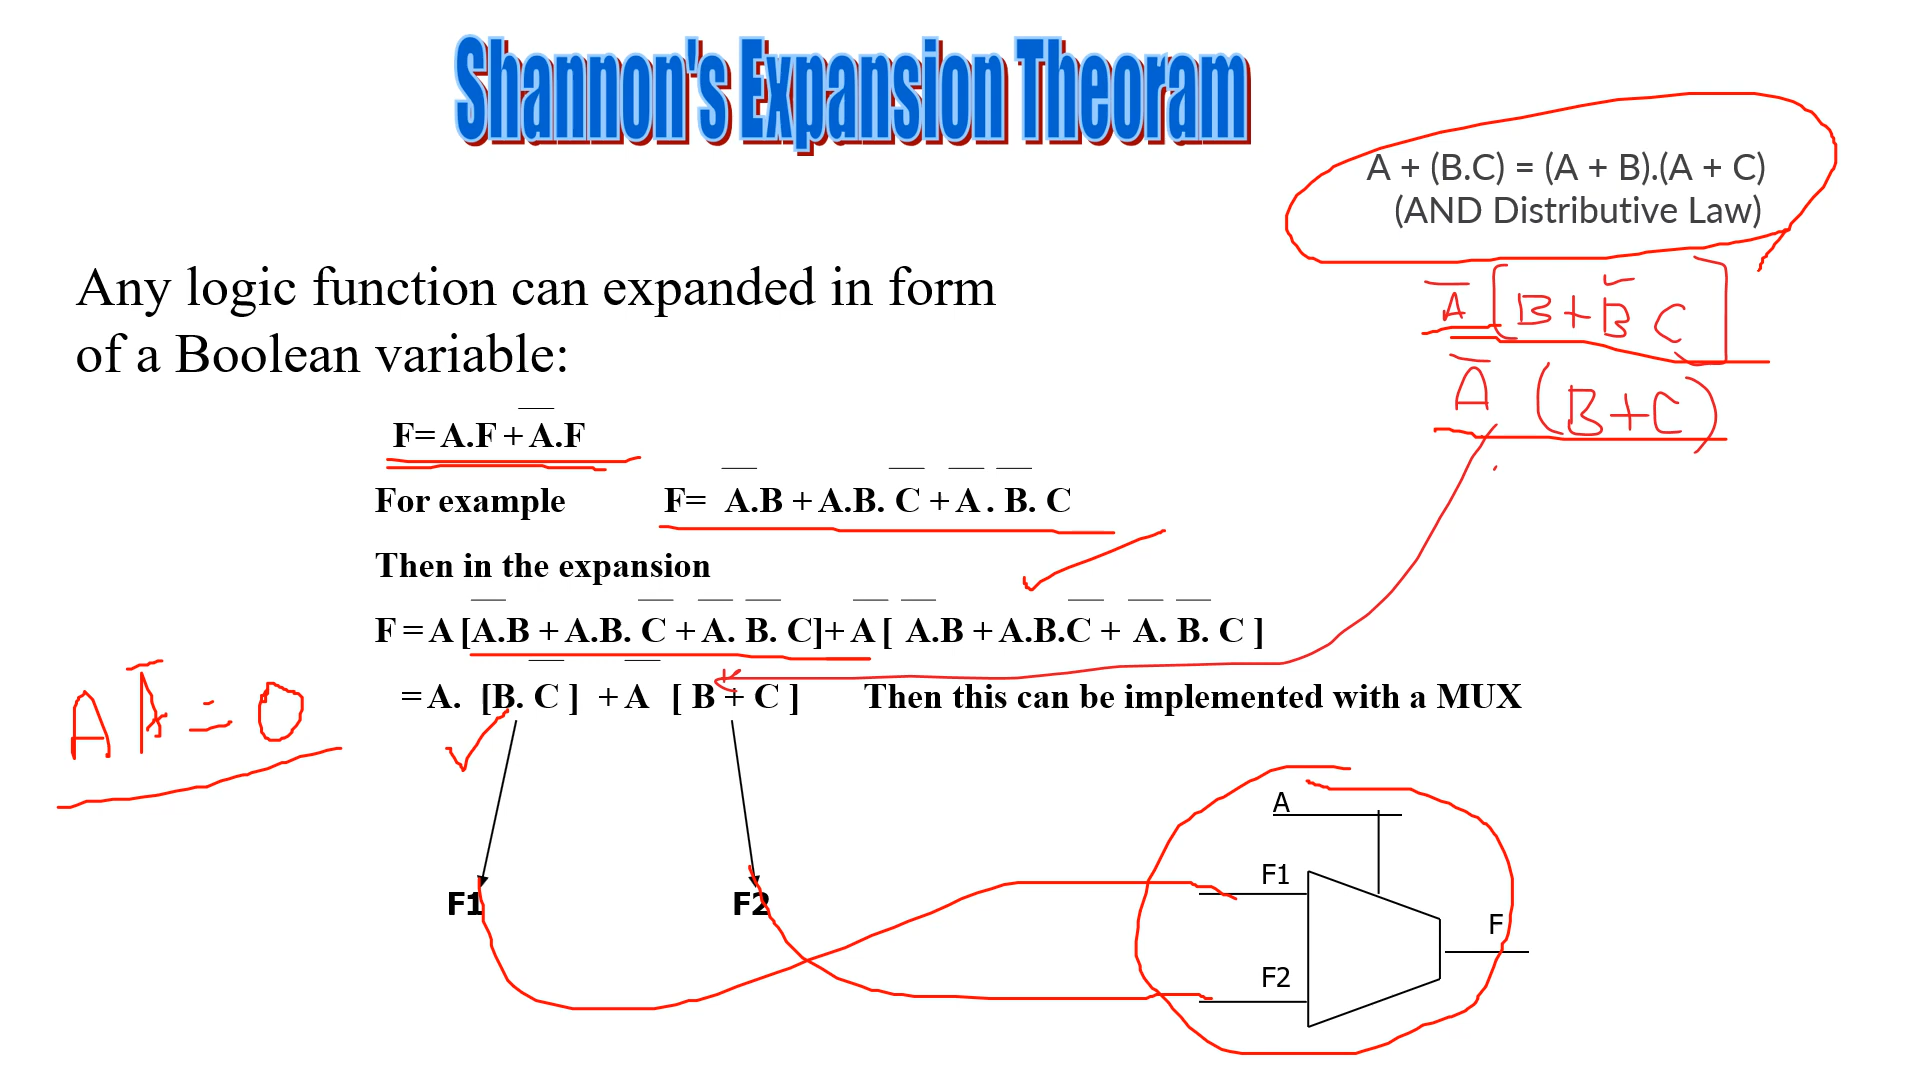 Shannon's Expansion Theoram
A + (B.C) = (A + B).(A + C)
(AND Distributive Law)
A̅ [B + B̅ C]
A̅ (B + C)
Any logic function can expanded in form
of a Boolean variable:
F= A.F + A̅.F
For example F= A̅.B + A.B. C̅ + A̅ . B̅. C
Then in the expansion
F = A [A̅.B + A.B. C̅ + A̅. B̅. C]+ A̅ [ A̅.B + A.B.C̅ + A̅. B̅. C ]
= A. [B. C̅ ] + A̅ [ B + C ] Then this can be implemented with a MUX
A A̅ = 0
A
F1
F1
F2
F
F2